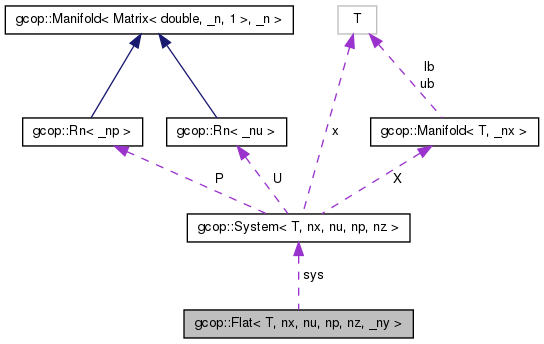 gcop::Manifold< Matrix< double, _n, 1 >, _n >
T
lb
ub
gcop::Rn< _np >
gcop::Rn< _nu >
x
gcop::Manifold< T, _nx >
P
U
X
gcop::System< T, nx, nu, np, nz >
sys
gcop::Flat< T, nx, nu, np, nz, _ny >